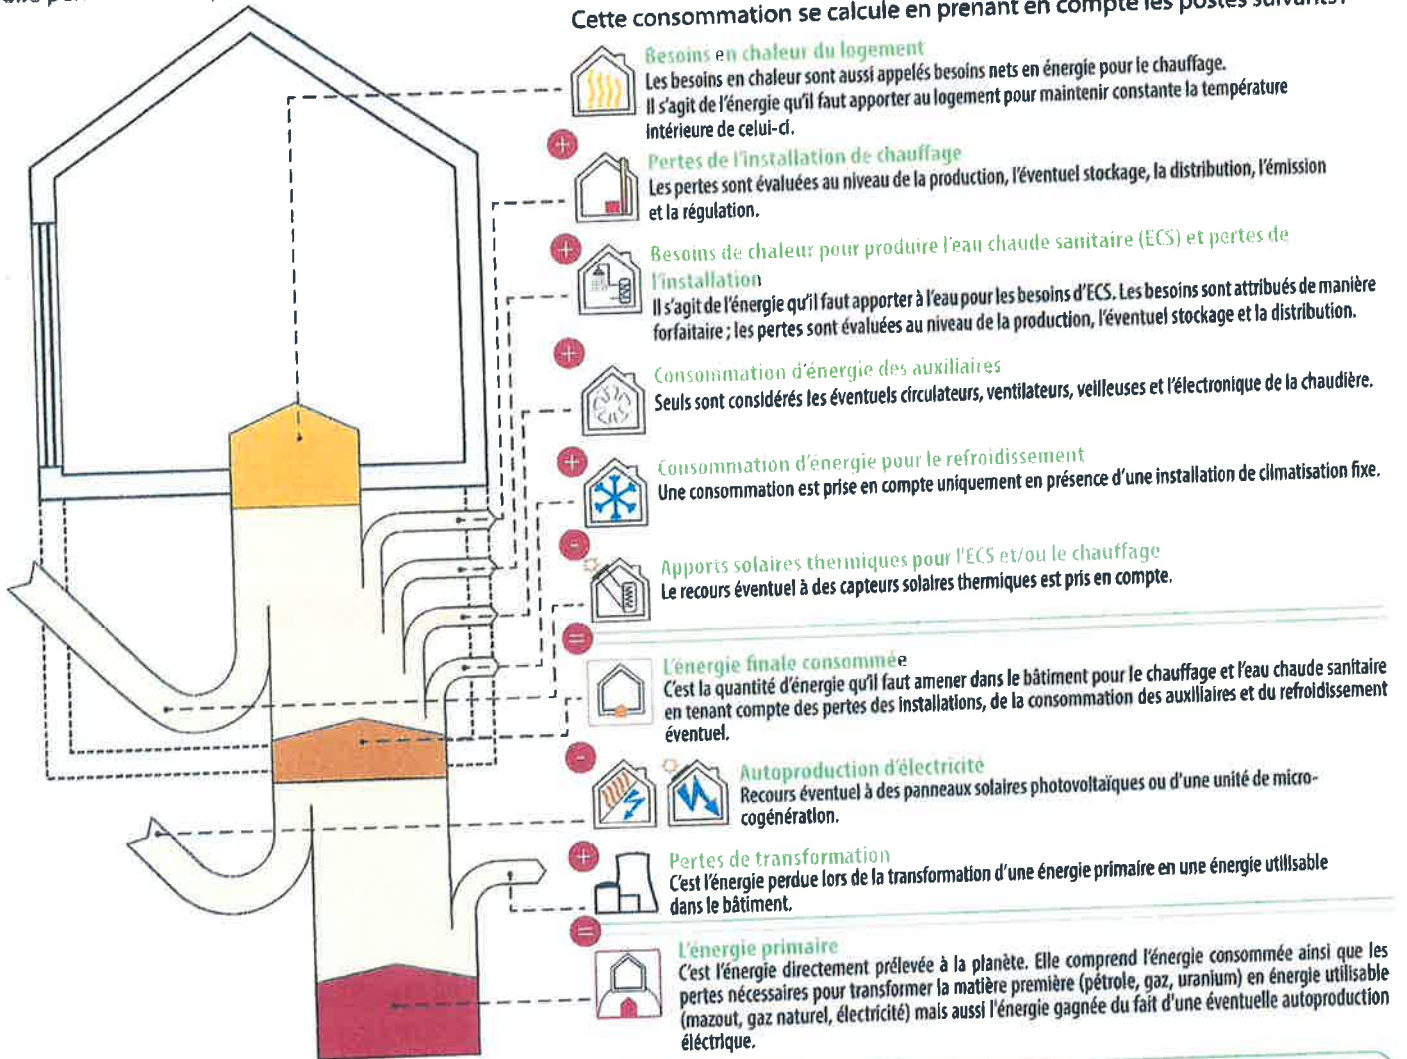 Cette consommation se calcule en prenant en compte les postes suivants :
Besoins en chaleur du logement
Les besoins en chaleur sont aussi appelés besoins nets en énergie pour le chauffage.
Il s'agit de l'énergie qu'il faut apporter au logement pour maintenir constante la température
intérieure de celui-ci.
+
Pertes de l'installation de chauffage
Les pertes sont évaluées au niveau de la production, l'éventuel stockage, la distribution, l'émission
et la régulation.
+
Besoins de chaleur pour produire l'eau chaude sanitaire (ECS) et pertes de
l'installation
Il s'agit de l'énergie qu'il faut apporter à l'eau pour les besoins d'ECS. Les besoins sont attribués de manière
forfaitaire ; les pertes sont évaluées au niveau de la production, l'éventuel stockage et la distribution.
+
Consommation d'énergie des auxiliaires
Seuls sont considérés les éventuels circulateurs, ventilateurs, veilleuses et l'électronique de la chaudière.
+
Consommation d'énergie pour le refroidissement
Une consommation est prise en compte uniquement en présence d'une installation de climatisation fixe.
-
Apports solaires thermiques pour l'ECS et/ou le chauffage
Le recours éventuel à des capteurs solaires thermiques est pris en compte.
=
L'énergie finale consommée
C'est la quantité d'énergie qu'il faut amener dans le bâtiment pour le chauffage et l'eau chaude sanitaire
en tenant compte des pertes des installations, de la consommation des auxiliaires et du refroidissement
éventuel.
-
Autoproduction d'électricité
Recours éventuel à des panneaux solaires photovoltaïques ou d'une unité de micro-
cogénération.
+
Pertes de transformation
C'est l'énergie perdue lors de la transformation d'une énergie primaire en une énergie utilisable
dans le bâtiment.
=
L'énergie primaire
C'est l'énergie directement prélevée à la planète. Elle comprend l'énergie consommée ainsi que les
pertes nécessaires pour transformer la matière première (pétrole, gaz, uranium) en énergie utilisable
(mazout, gaz naturel, électricité) mais aussi l'énergie gagnée du fait d'une éventuelle autoproduction
éléctrique.